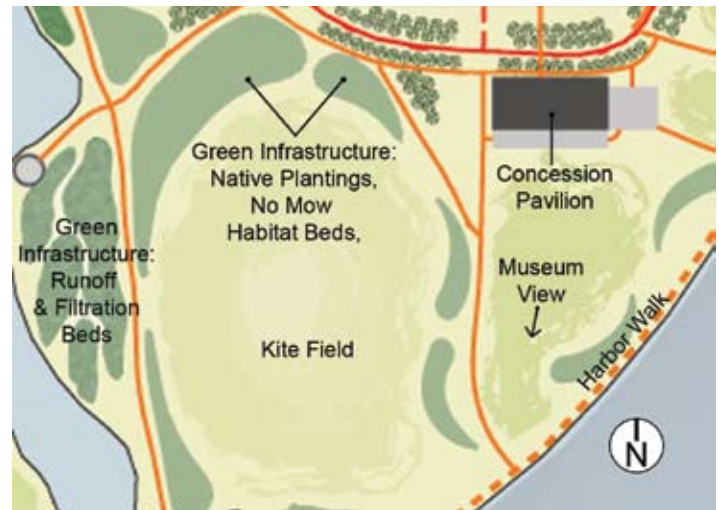 Green Infrastructure:
Native Plantings,
No Mow
Habitat Beds,
Concession
Pavilion
Green
Infrastructure:
Runoff
& Filtration
Beds
Museum
View
Kite Field
Harbor Walk
N